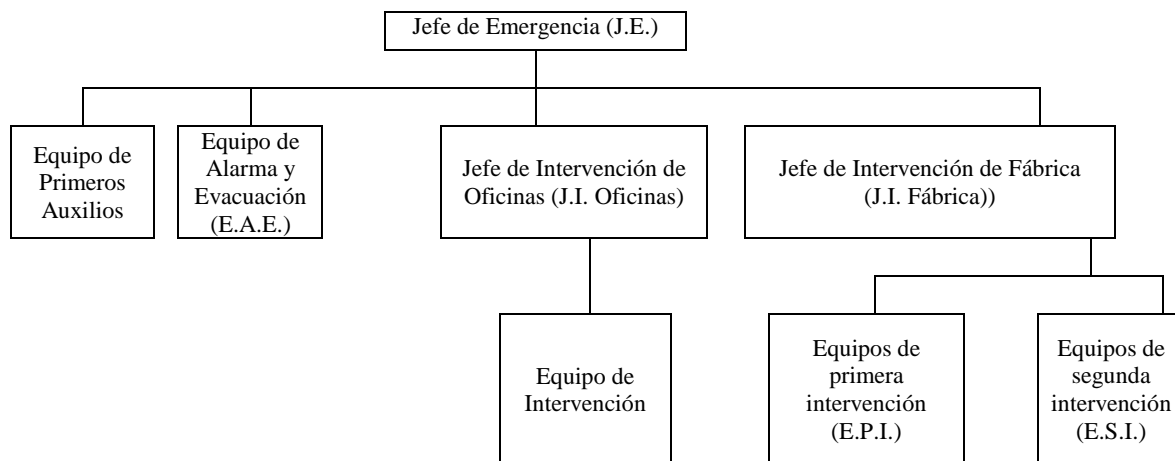 Jefe de Emergencia (J.E.)
Equipo de
Primeros
Auxilios
Equipo de
Alarma y
Evacuación
(E.A.E.)
Jefe de Intervención de
Oficinas (J.I. Oficinas)
Jefe de Intervención de Fábrica
(J.I. Fábrica))
Equipo de
Intervención
Equipos de
primera
intervención
(E.P.I.)
Equipos de
segunda
intervención
(E.S.I.)